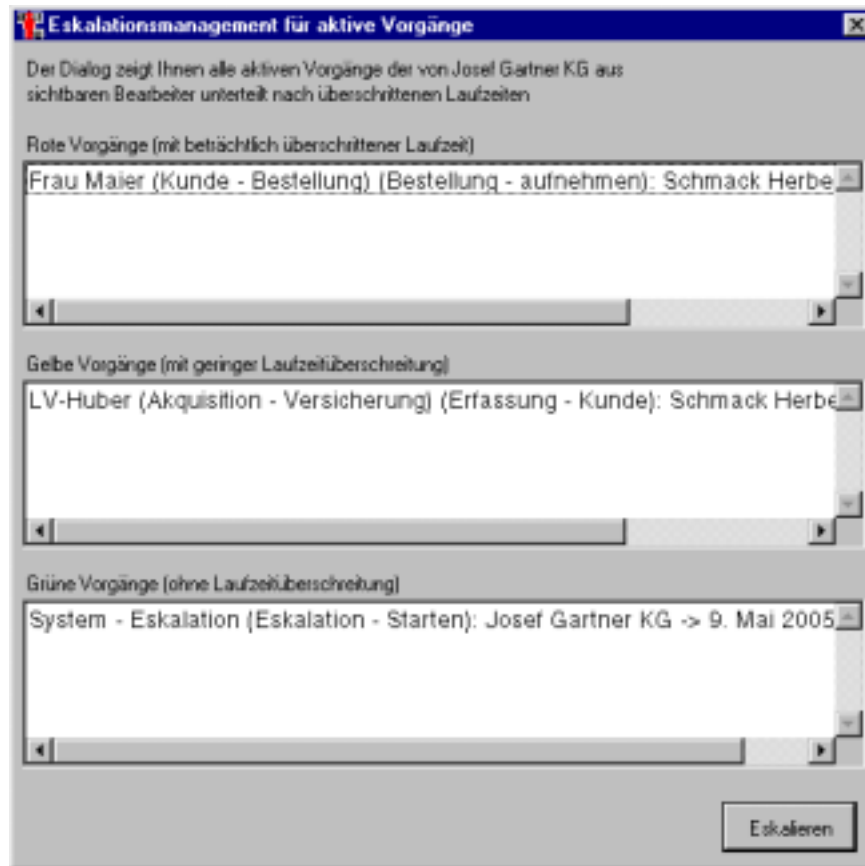 Eskalationsmanagement für aktive Vorgänge
Der Dialog zeigt Ihnen alle aktiven Vorgänge der von Josef Gartner KG aus
sichtbaren Bearbeiter unterteilt nach überschrittenen Laufzeiten
Rote Vorgänge (mit beträchtlich überschrittener Laufzeit)
Frau Maier (Kunde - Bestellung) (Bestellung - aufnehmen): Schmack Herbe
Gelbe Vorgänge (mit geringer Laufzeitüberschreitung)
LV-Huber (Akquisition - Versicherung) (Erfassung - Kunde): Schmack Herbe
Grüne Vorgänge (ohne Laufzeitüberschreitung)
System - Eskalation (Eskalation - Starten): Josef Gartner KG -> 9. Mai 2005
Eskalieren